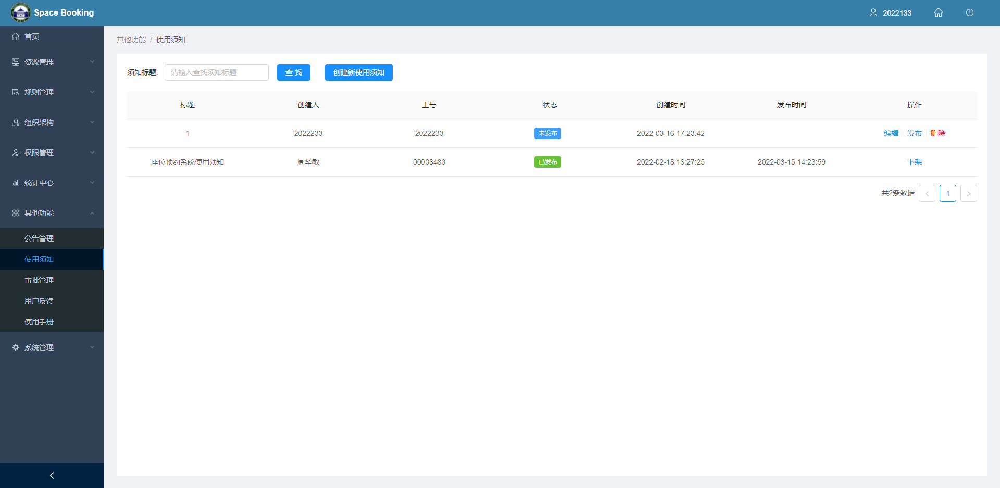 Space Booking
2022133
首页
资源管理
规则管理
组织架构
权限管理
统计中心
其他功能
公告管理
使用须知
审批管理
用户反馈
使用手册
系统管理
其他功能 / 使用须知
须知标题: 请输入查找须知标题 查 找 创建新使用须知
标题 创建人 工号 状态 创建时间 发布时间 操作
1 2022233 2022233 未发布 2022-03-16 17:23:42 编辑 发布 删除
座位预约系统使用须知 周华敏 00008480 已发布 2022-02-18 16:27:25 2022-03-15 14:23:59 下架
共2条数据 < 1 >